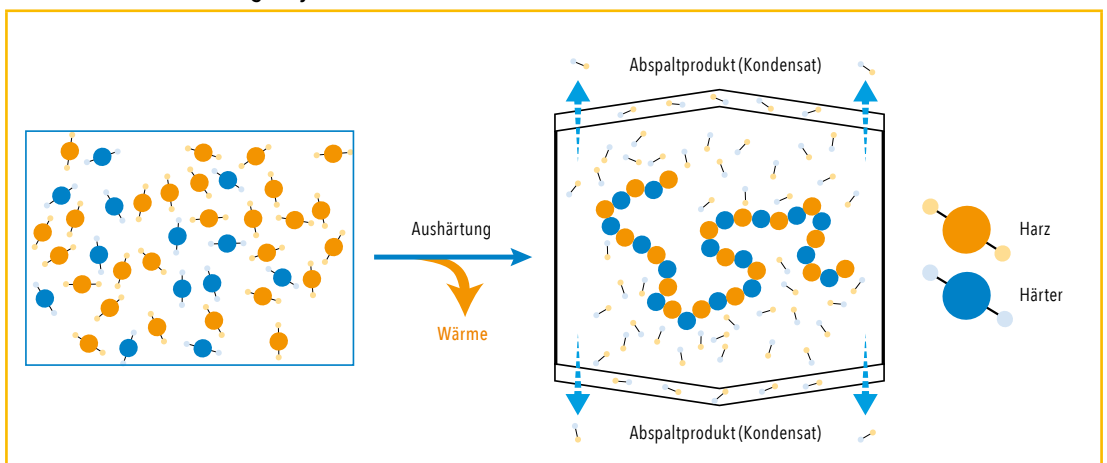 Abspaltprodukt (Kondensat)
Aushärtung
Wärme
Harz
Härter
Abspaltprodukt (Kondensat)